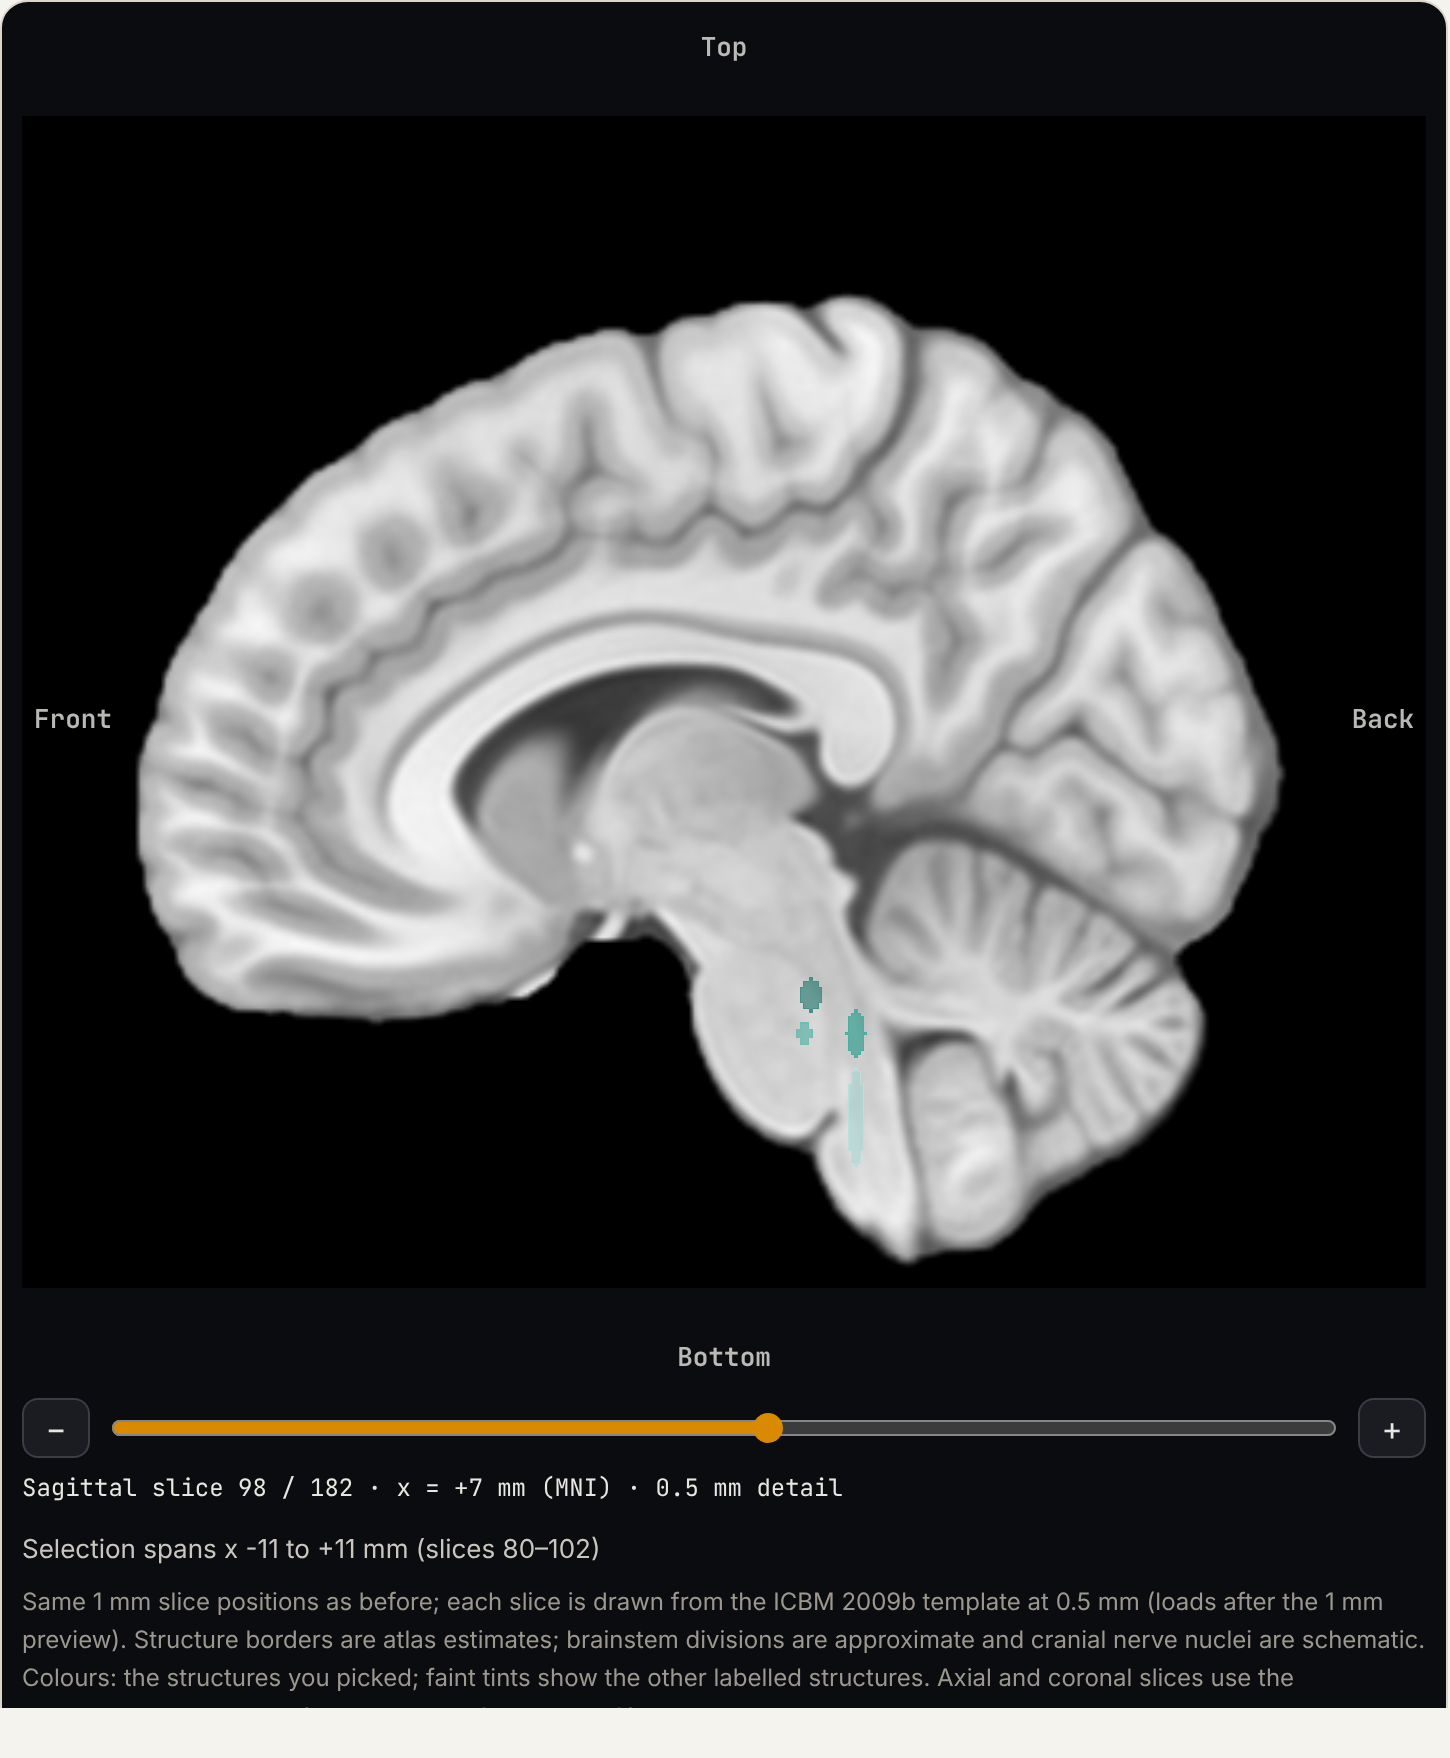 Top
Front
Back
Bottom
−
+
Sagittal slice 98 / 182 · x = +7 mm (MNI) · 0.5 mm detail
Selection spans x -11 to +11 mm (slices 80–102)
Same 1 mm slice positions as before; each slice is drawn from the ICBM 2009b template at 0.5 mm (loads after the 1 mm
preview). Structure borders are atlas estimates; brainstem divisions are approximate and cranial nerve nuclei are schematic.
Colours: the structures you picked; faint tints show the other labelled structures. Axial and coronal slices use the